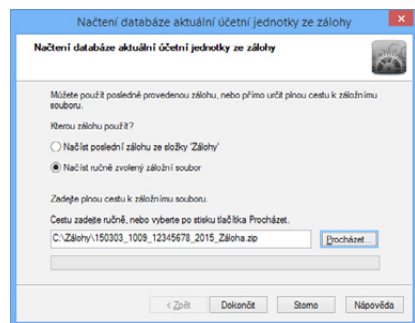 Načtení databáze aktuální účetní jednotky ze zálohy
Načtení databáze aktuální účetní jednotky ze zálohy
Můžete použít posledně provedenou zálohu, nebo přímo určit plnou cestu k záložnímu
souboru.
Kterou zálohu použít?
Načíst poslední zálohu ze složky 'Zálohy'
Načíst ručně zvolený záložní soubor
Zadejte plnou cestu k záložnímu souboru.
Cestu zadejte ručně, nebo vyberte po stisku tlačítka Procházet.
C:\Zálohy\150303_1009_12345678_2015_Záloha.zip
Procházet...
< Zpět
Dokončit
Storno
Nápověda